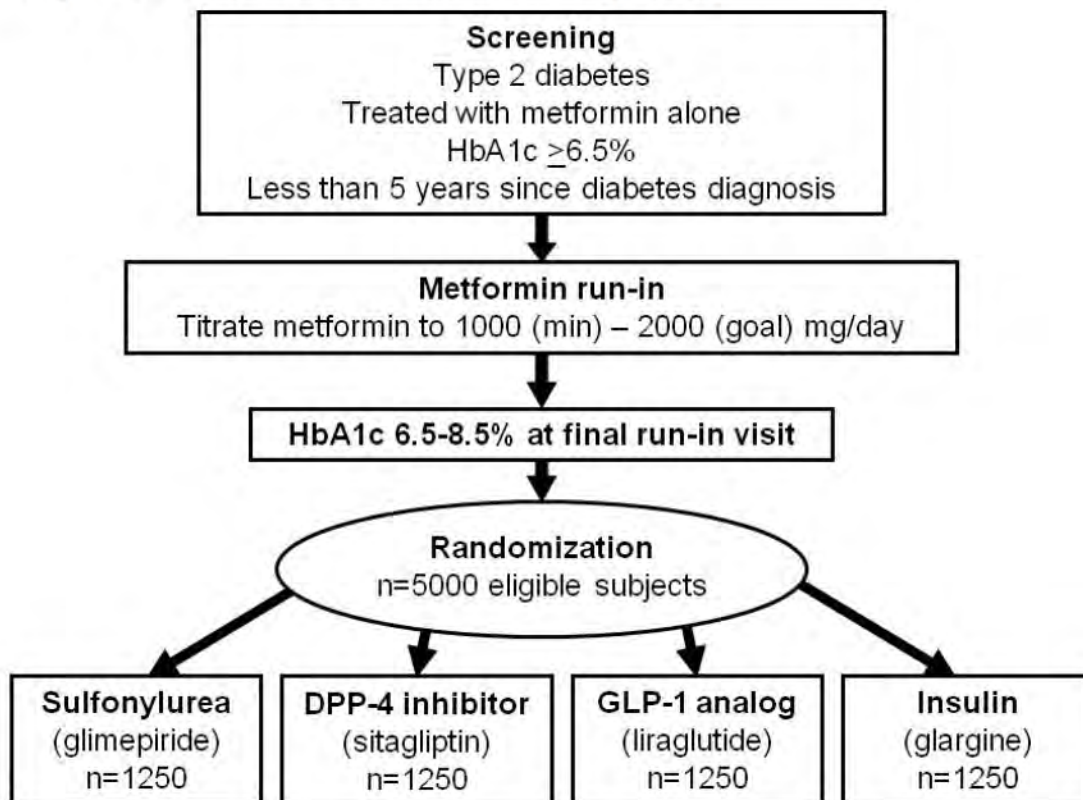 Screening
Type 2 diabetes
Treated with metformin alone
HbA1c ≥6.5%
Less than 5 years since diabetes diagnosis
Metformin run-in
Titrate metformin to 1000 (min) – 2000 (goal) mg/day
HbA1c 6.5-8.5% at final run-in visit
Randomization
n=5000 eligible subjects
Sulfonylurea
(glimepiride)
n=1250
DPP-4 inhibitor
(sitagliptin)
n=1250
GLP-1 analog
(liraglutide)
n=1250
Insulin
(glargine)
n=1250